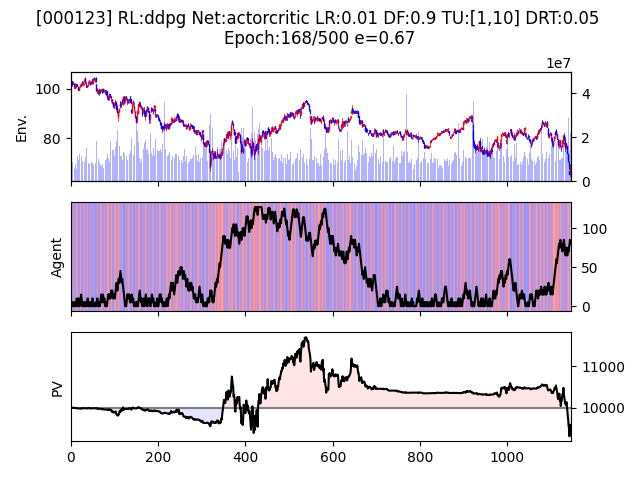 [000123] RL:ddpg Net:actorcritic LR:0.01 DF:0.9 TU:[1,10] DRT:0.05
Epoch:168/500 e=0.67
1e7
Env.
100
80
4
2
0
Agent
100
50
0
PV
11000
10000
0 200 400 600 800 1000